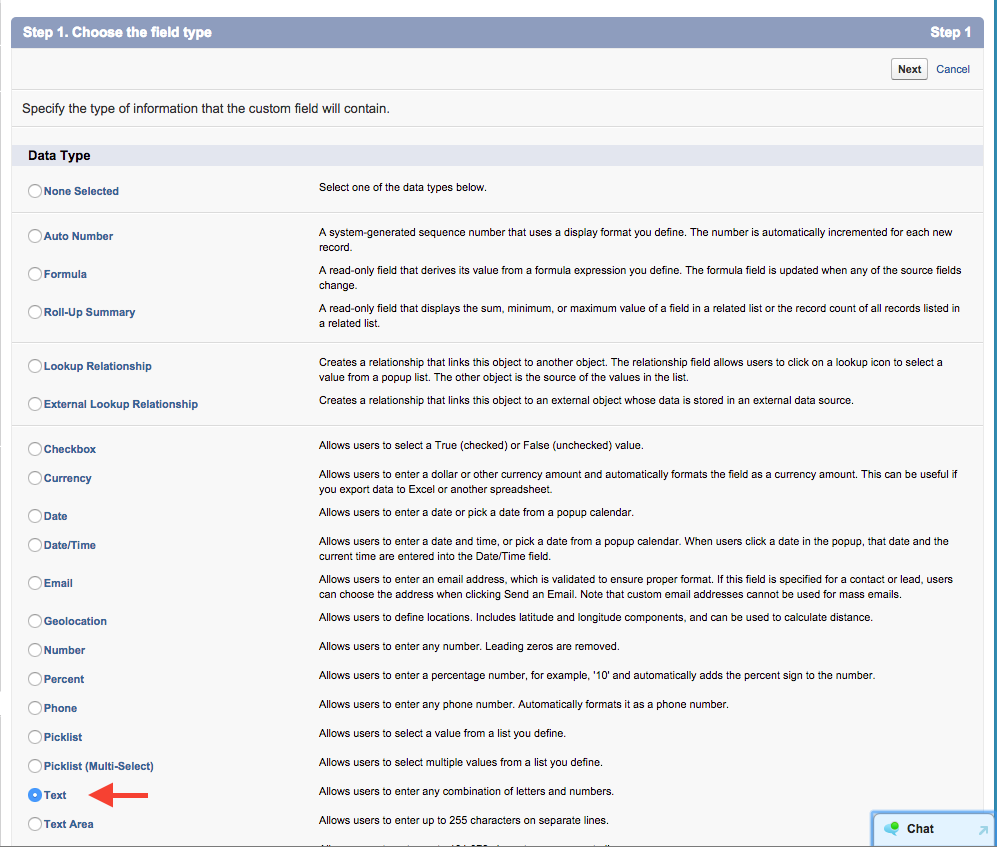 Step 1. Choose the field type Step 1
Next Cancel
Specify the type of information that the custom field will contain.
Data Type
None Selected Select one of the data types below.
Auto Number A system-generated sequence number that uses a display format you define. The number is automatically incremented for each new
record.
Formula A read-only field that derives its value from a formula expression you define. The formula field is updated when any of the source fields
change.
Roll-Up Summary A read-only field that displays the sum, minimum, or maximum value of a field in a related list or the record count of all records listed in
a related list.
Lookup Relationship Creates a relationship that links this object to another object. The relationship field allows users to click on a lookup icon to select a
value from a popup list. The other object is the source of the values in the list.
External Lookup Relationship Creates a relationship that links this object to an external object whose data is stored in an external data source.
Checkbox Allows users to select a True (checked) or False (unchecked) value.
Currency Allows users to enter a dollar or other currency amount and automatically formats the field as a currency amount. This can be useful if
you export data to Excel or another spreadsheet.
Date Allows users to enter a date or pick a date from a popup calendar.
Date/Time Allows users to enter a date and time, or pick a date from a popup calendar. When users click a date in the popup, that date and the
current time are entered into the Date/Time field.
Email Allows users to enter an email address, which is validated to ensure proper format. If this field is specified for a contact or lead, users
can choose the address when clicking Send an Email. Note that custom email addresses cannot be used for mass emails.
Geolocation Allows users to define locations. Includes latitude and longitude components, and can be used to calculate distance.
Number Allows users to enter any number. Leading zeros are removed.
Percent Allows users to enter a percentage number, for example, '10' and automatically adds the percent sign to the number.
Phone Allows users to enter any phone number. Automatically formats it as a phone number.
Picklist Allows users to select a value from a list you define.
Picklist (Multi-Select) Allows users to select multiple values from a list you define.
Text Allows users to enter any combination of letters and numbers.
Text Area Allows users to enter up to 255 characters on separate lines.
Chat